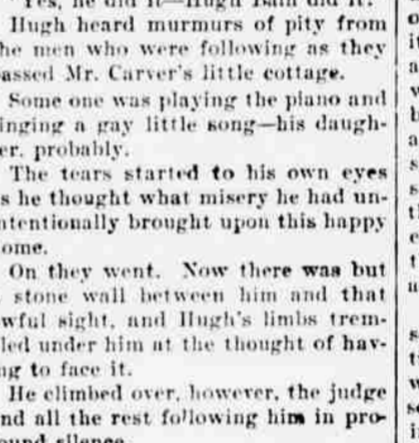 Yes, he did it—Hugh Bain did it!
Hugh heard murmurs of pity from
he men who were following as they
assed Mr. Carver's little cottage.
Some one was playing the piano and
inging a gay little song—his daugh-
er, probably.
The tears started to his own eyes
s he thought what misery he had un-
ntentionally brought upon this happy
ome.
On they went. Now there was but
stone wall between him and that
wful sight, and Hugh's limbs trem-
led under him at the thought of hav-
ng to face it.
He climbed over, however, the judge
nd all the rest following him in pro-
ound silence.